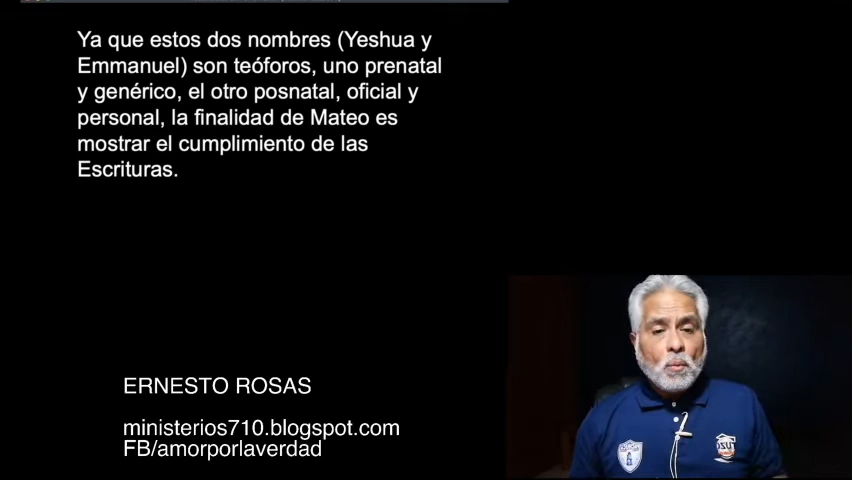 Ya que estos dos nombres (Yeshua y
Emmanuel) son teóforos, uno prenatal
y genérico, el otro posnatal, oficial y
personal, la finalidad de Mateo es
mostrar el cumplimiento de las
Escrituras.
ERNESTO ROSAS
ministerios710.blogspot.com
FB/amorporlaverdad